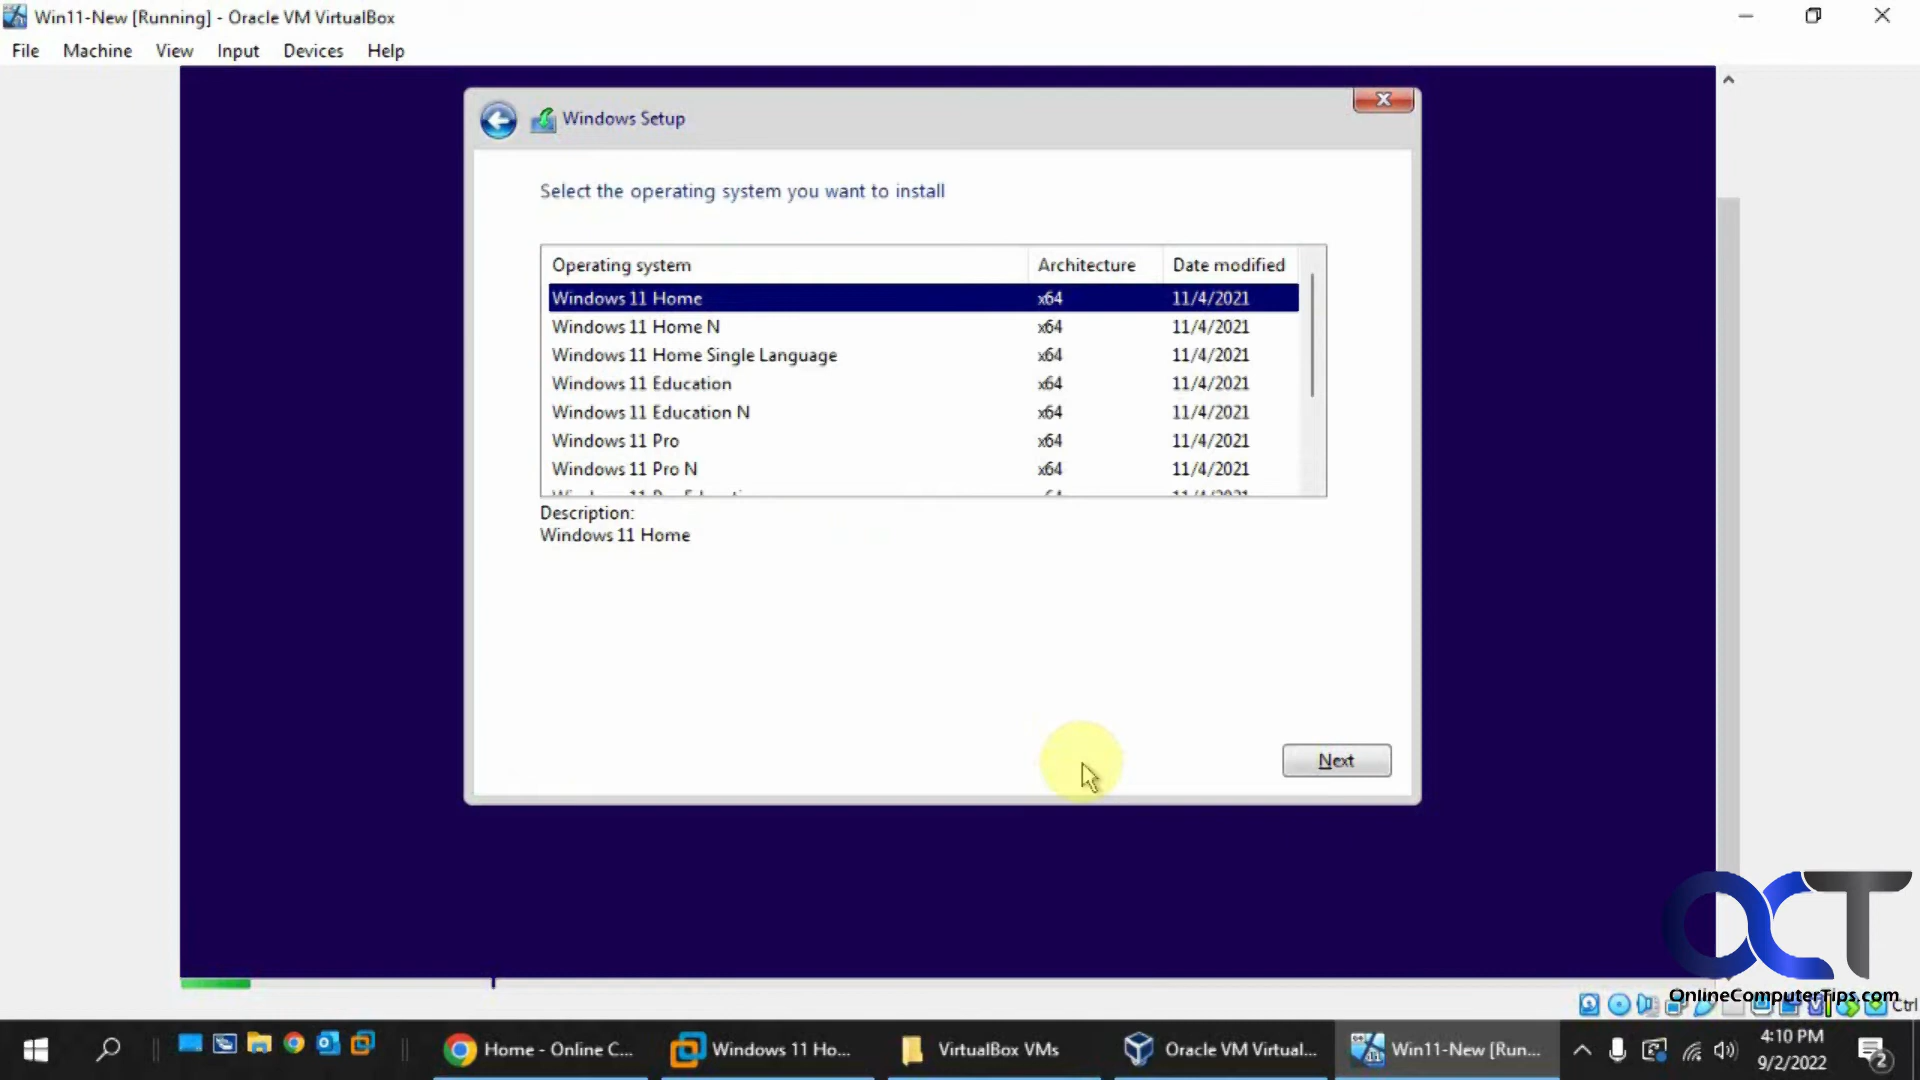 Win11-New [Running] - Oracle VM VirtualBox
File Machine View Input Devices Help
Windows Setup
Select the operating system you want to install
Operating system Architecture Date modified
Windows 11 Home x64 11/4/2021
Windows 11 Home N x64 11/4/2021
Windows 11 Home Single Language x64 11/4/2021
Windows 11 Education x64 11/4/2021
Windows 11 Education N x64 11/4/2021
Windows 11 Pro x64 11/4/2021
Windows 11 Pro N x64 11/4/2021
Description:
Windows 11 Home
Next
OCT
OnlineComputerTips.com
Ctrl
Home - Online C...
Windows 11 Ho...
VirtualBox VMs
Oracle VM Virtual...
Win11-New [Run...
4:10 PM
9/2/2022
2